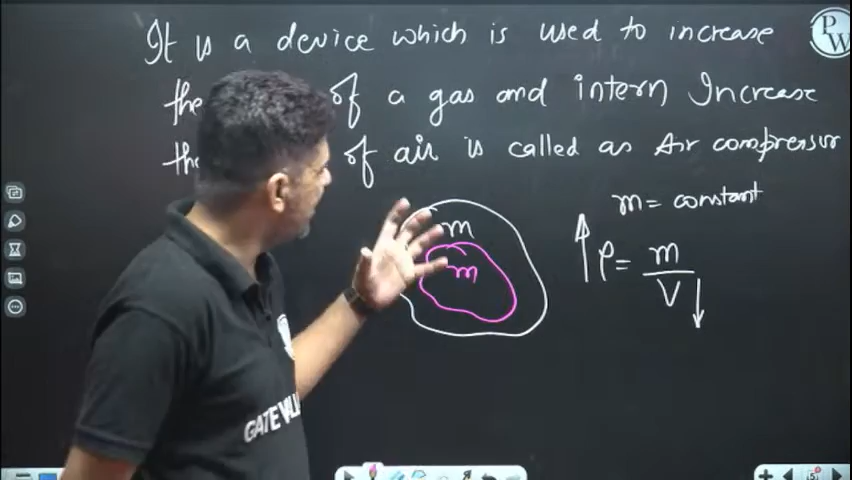 It is a device which is used to increase
the of a gas and intern Increase
the of air is called as Air compressor
PW
m = constant
m
m
ρ = m
V
GATE WALL